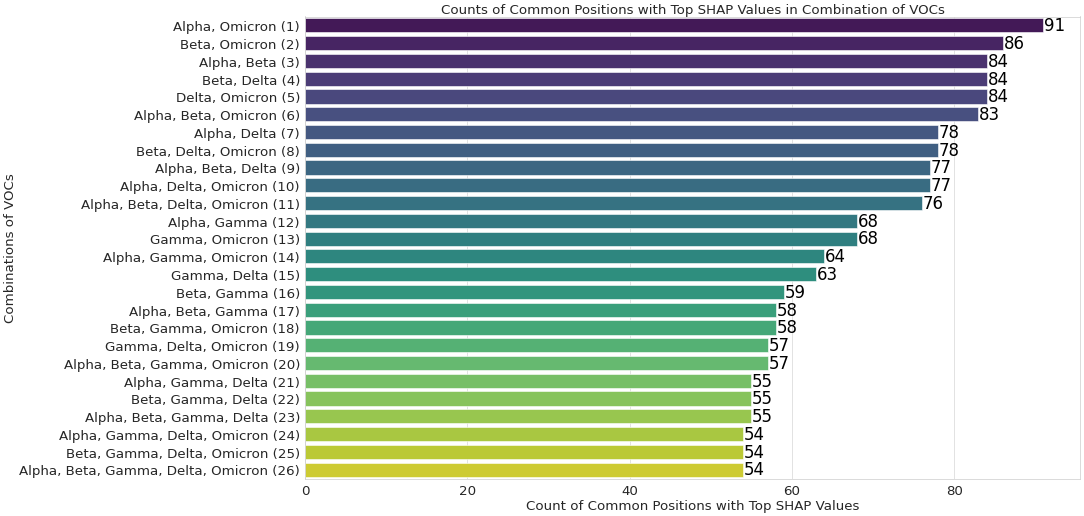 Counts of Common Positions with Top SHAP Values in Combination of VOCs
Combinations of VOCs
Alpha, Omicron (1) 91
Beta, Omicron (2) 86
Alpha, Beta (3) 84
Beta, Delta (4) 84
Delta, Omicron (5) 84
Alpha, Beta, Omicron (6) 83
Alpha, Delta (7) 78
Beta, Delta, Omicron (8) 78
Alpha, Beta, Delta (9) 77
Alpha, Delta, Omicron (10) 77
Alpha, Beta, Delta, Omicron (11) 76
Alpha, Gamma (12) 68
Gamma, Omicron (13) 68
Alpha, Gamma, Omicron (14) 64
Gamma, Delta (15) 63
Beta, Gamma (16) 59
Alpha, Beta, Gamma (17) 58
Beta, Gamma, Omicron (18) 58
Gamma, Delta, Omicron (19) 57
Alpha, Beta, Gamma, Omicron (20) 57
Alpha, Gamma, Delta (21) 55
Beta, Gamma, Delta (22) 55
Alpha, Beta, Gamma, Delta (23) 55
Alpha, Gamma, Delta, Omicron (24) 54
Beta, Gamma, Delta, Omicron (25) 54
Alpha, Beta, Gamma, Delta, Omicron (26) 54
0 20 40 60 80
Count of Common Positions with Top SHAP Values